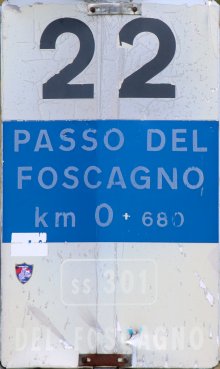 22
PASSO DEL
FOSCAGNO
km 0+680
SS 301
DEL FOSCAGNO